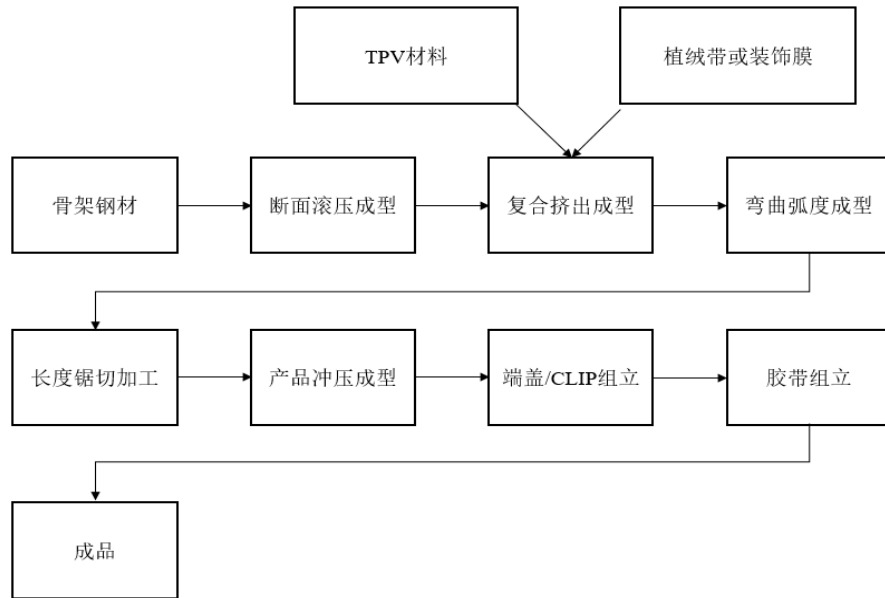 TPV材料
植绒带或装饰膜
骨架钢材
断面滚压成型
复合挤出成型
弯曲弧度成型
长度锯切加工
产品冲压成型
端盖/CLIP组立
胶带组立
成品